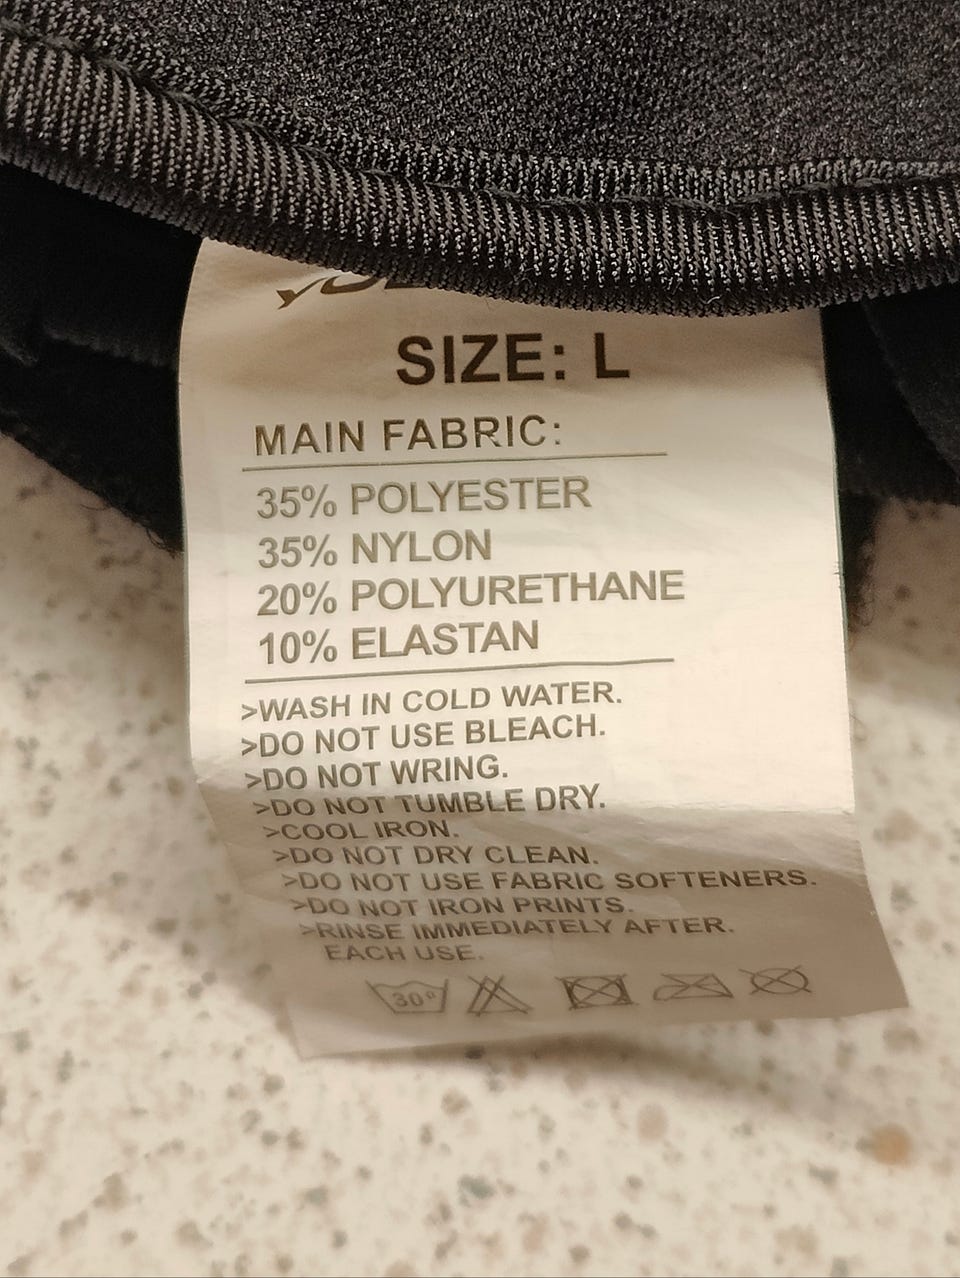 SIZE: L
MAIN FABRIC:
35% POLYESTER
35% NYLON
20% POLYURETHANE
10% ELASTAN
>WASH IN COLD WATER.
>DO NOT USE BLEACH.
>DO NOT WRING.
>DO NOT TUMBLE DRY.
>COOL IRON.
>DO NOT DRY CLEAN.
>DO NOT USE FABRIC SOFTENERS.
>DO NOT IRON PRINTS.
>RINSE IMMEDIATELY AFTER.
EACH USE.
30°